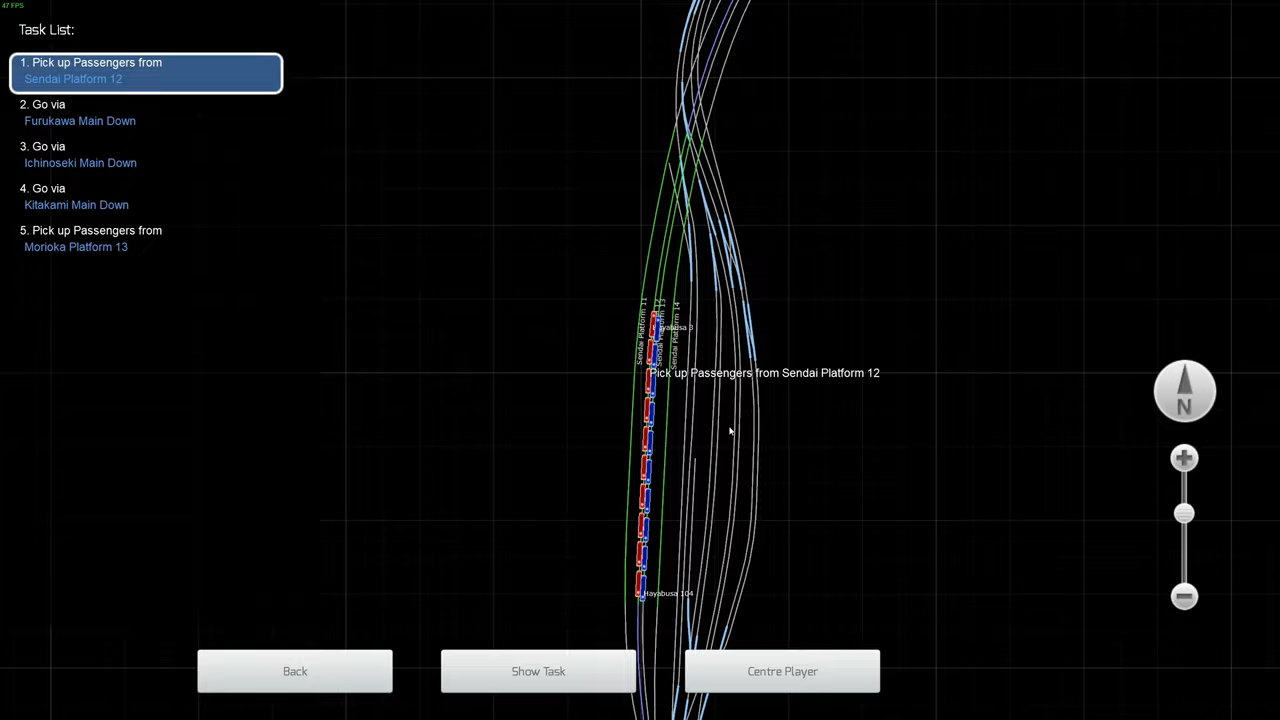 47 FPS
Task List:
1. Pick up Passengers from
Sendai Platform 12
2. Go via
Furukawa Main Down
3. Go via
Ichinoseki Main Down
4. Go via
Kitakami Main Down
5. Pick up Passengers from
Morioka Platform 13
Sendai Platform 11
Sendai Platform 13
Sendai Platform 14
Pick up Passengers from Sendai Platform 12
Hayabusa 104
N
Back
Show Task
Centre Player